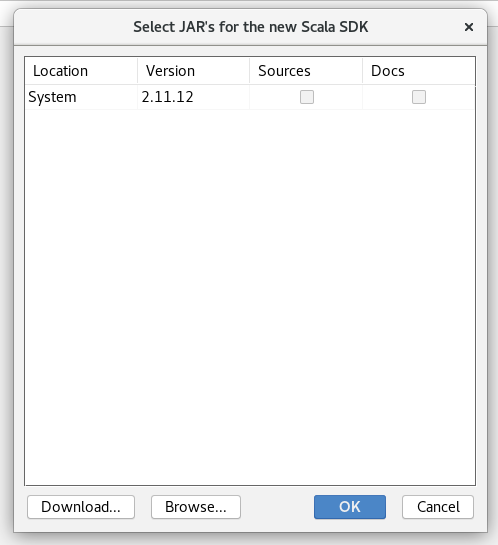 Select JAR's for the new Scala SDK ×
Location Version Sources Docs
System 2.11.12
Download... Browse... OK Cancel